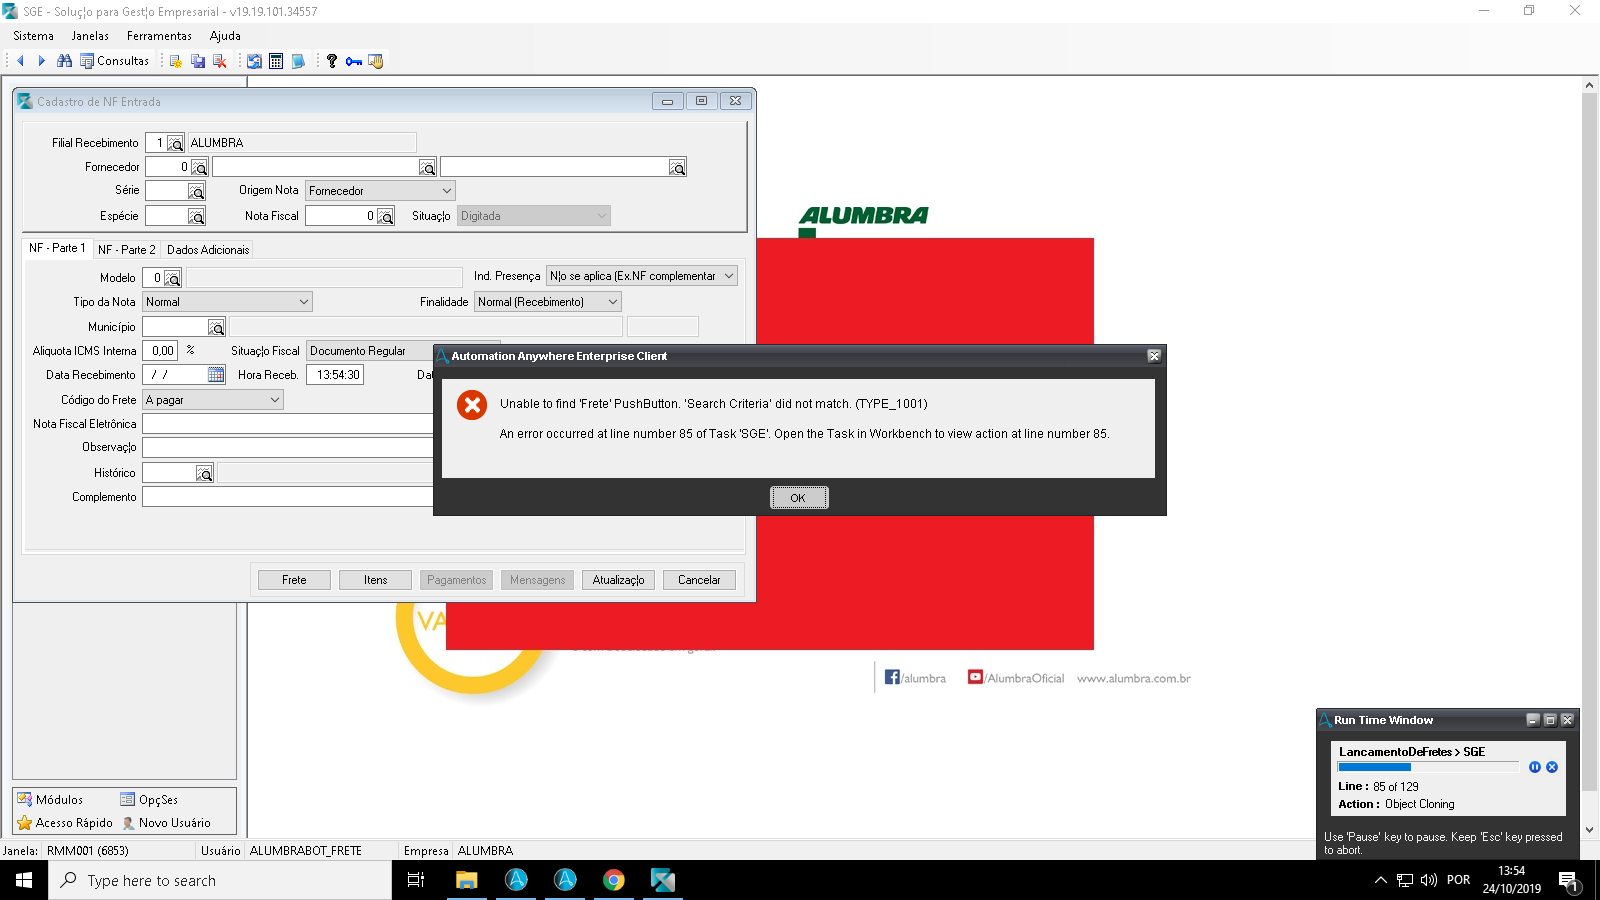 SGE - Soluç¦o para Gest¦o Empresarial - v19.19.101.34557
Sistema Janelas Ferramentas Ajuda
Consultas
Cadastro de NF Entrada
Filial Recebimento 1 ALUMBRA
Fornecedor 0
Série Origem Nota Fornecedor
Espécie Nota Fiscal 0 Situaç¦o Digitada
NF - Parte 1 NF - Parte 2 Dados Adicionais
Modelo 0 Ind. Presença N¦o se aplica (Ex.NF complementar
Tipo da Nota Normal Finalidade Normal (Recebimento)
Município
Aliquota ICMS Interna 0,00 % Situaç¦o Fiscal Documento Regular
Data Recebimento / / Hora Receb. 13:54:30 Dat
Código do Frete A pagar
Nota Fiscal Eletrônica
Observaç¦o
Histórico
Complemento
Frete Itens Pagamentos Mensagens Atualizaç¦o Cancelar
ALUMBRA
Automation Anywhere Enterprise Client
Unable to find 'Frete' PushButton. 'Search Criteria' did not match. (TYPE_1001)
An error occurred at line number 85 of Task 'SGE'. Open the Task in Workbench to view action at line number 85.
OK
VA
/alumbra /AlumbraOficial www.alumbra.com.br
Run Time Window
LancamentoDeFretes > SGE
Line : 85 of 129
Action : Object Cloning
Use 'Pause' key to pause. Keep 'Esc' key pressed
to abort.
Módulos OpçSes
Acesso Rápido Novo Usuário
Janela: RMM001 (6853) Usuário ALUMBRABOT_FRETE Empresa ALUMBRA
Type here to search
POR
13:54
24/10/2019
1